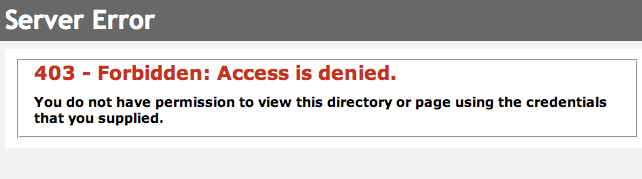 Server Error
403 - Forbidden: Access is denied.
You do not have permission to view this directory or page using the credentials
that you supplied.